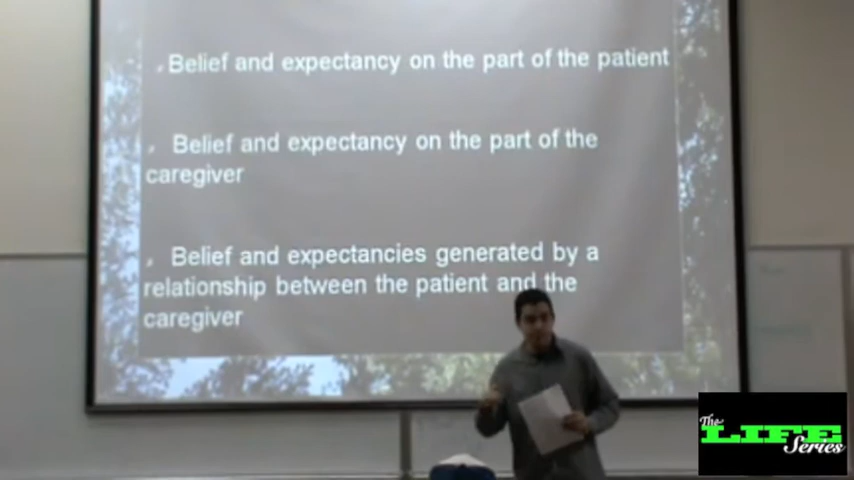 Belief and expectancy on the part of the patient
Belief and expectancy on the part of the
caregiver
Belief and expectancies generated by a
relationship between the patient and the
caregiver
The
LIFE
Series